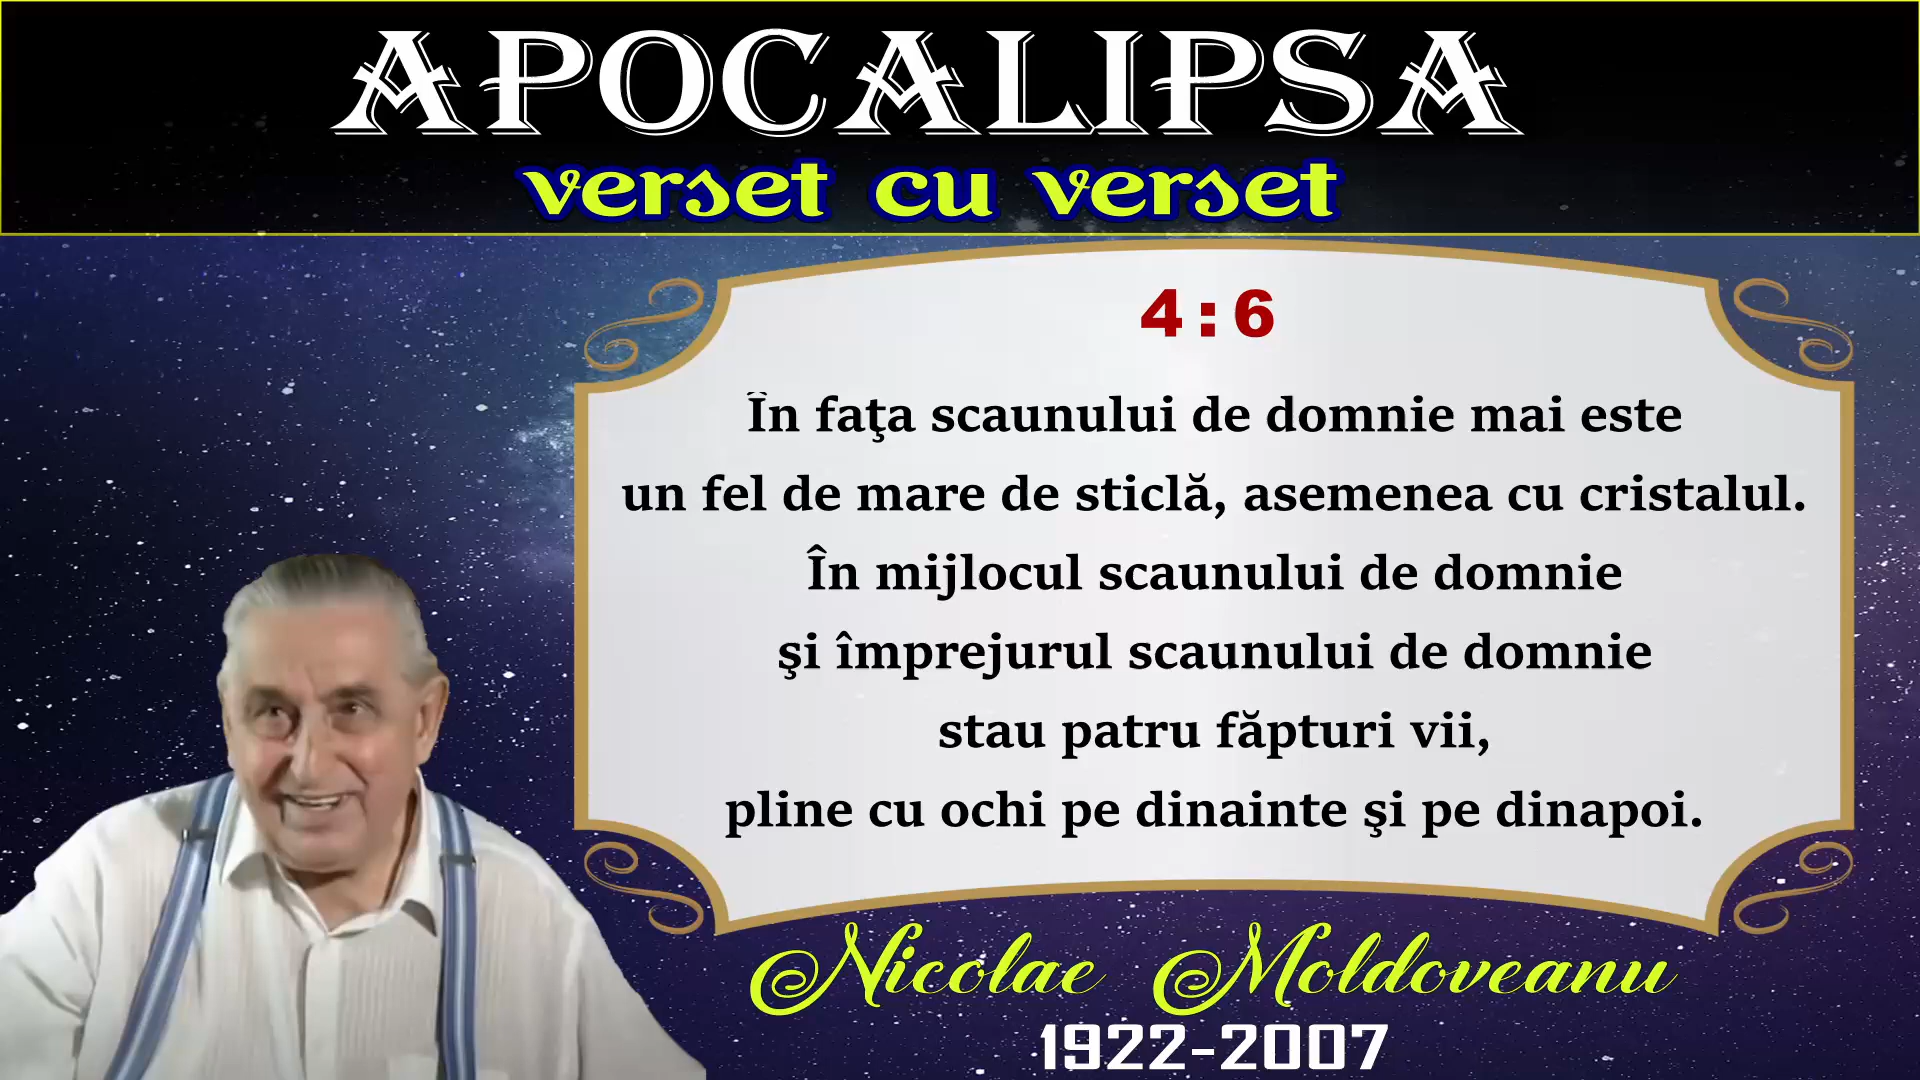 APOCALIPSA
verset cu verset
4 : 6
În faţa scaunului de domnie mai este
un fel de mare de sticlă, asemenea cu cristalul.
În mijlocul scaunului de domnie
şi împrejurul scaunului de domnie
stau patru făpturi vii,
pline cu ochi pe dinainte şi pe dinapoi.
Nicolae Moldoveanu
1922-2007